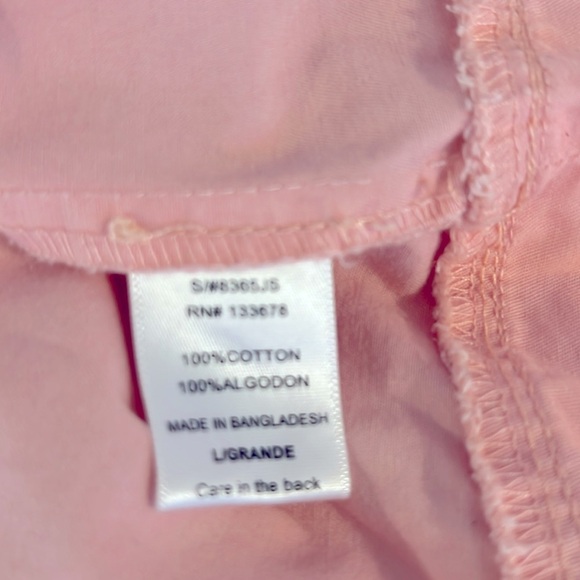 S/#8365JS
RN# 133678
100%COTTON
100%ALGODON
MADE IN BANGLADESH
L/GRANDE
Care in the back